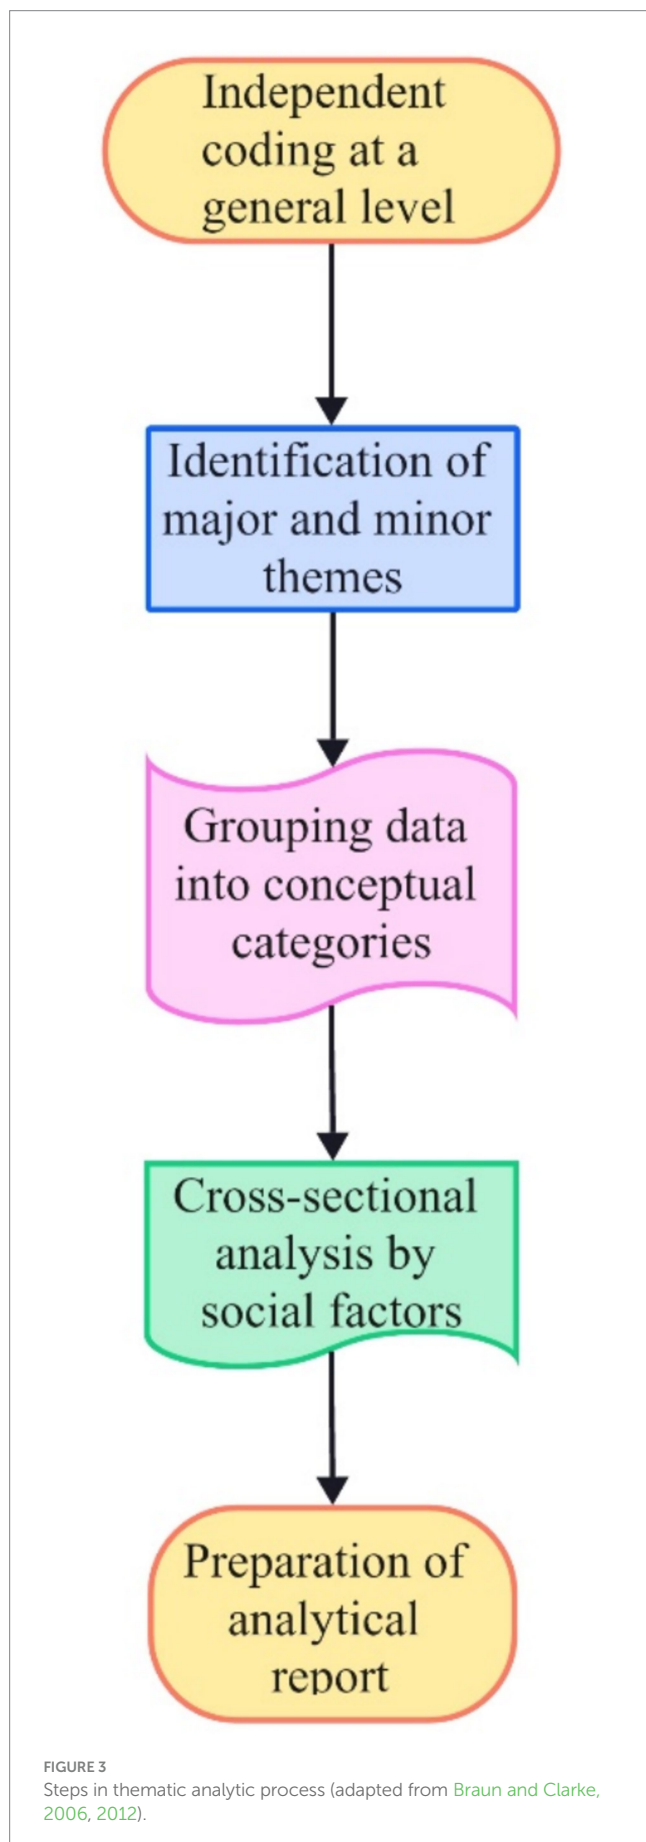 Independent
coding at a
general level
Identification of
major and minor
themes
Grouping data
into conceptual
categories
Cross-sectional
analysis by
social factors
Preparation of
analytical
report
FIGURE 3
Steps in thematic analytic process (adapted from Braun and Clarke,
2006, 2012).